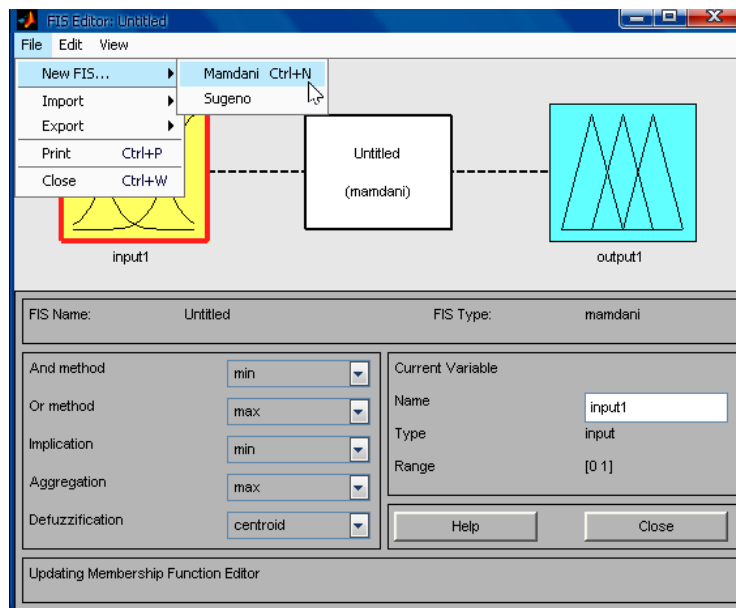 FIS Editor: Untitled
File Edit View
New FIS...
Mamdani Ctrl+N
Sugeno
Import
Export
Print Ctrl+P
Close Ctrl+W
Untitled
(mamdani)
input1
output1
FIS Name: Untitled FIS Type: mamdani
And method min
Or method max
Implication min
Aggregation max
Defuzzification centroid
Current Variable
Name input1
Type input
Range [0 1]
Help Close
Updating Membership Function Editor